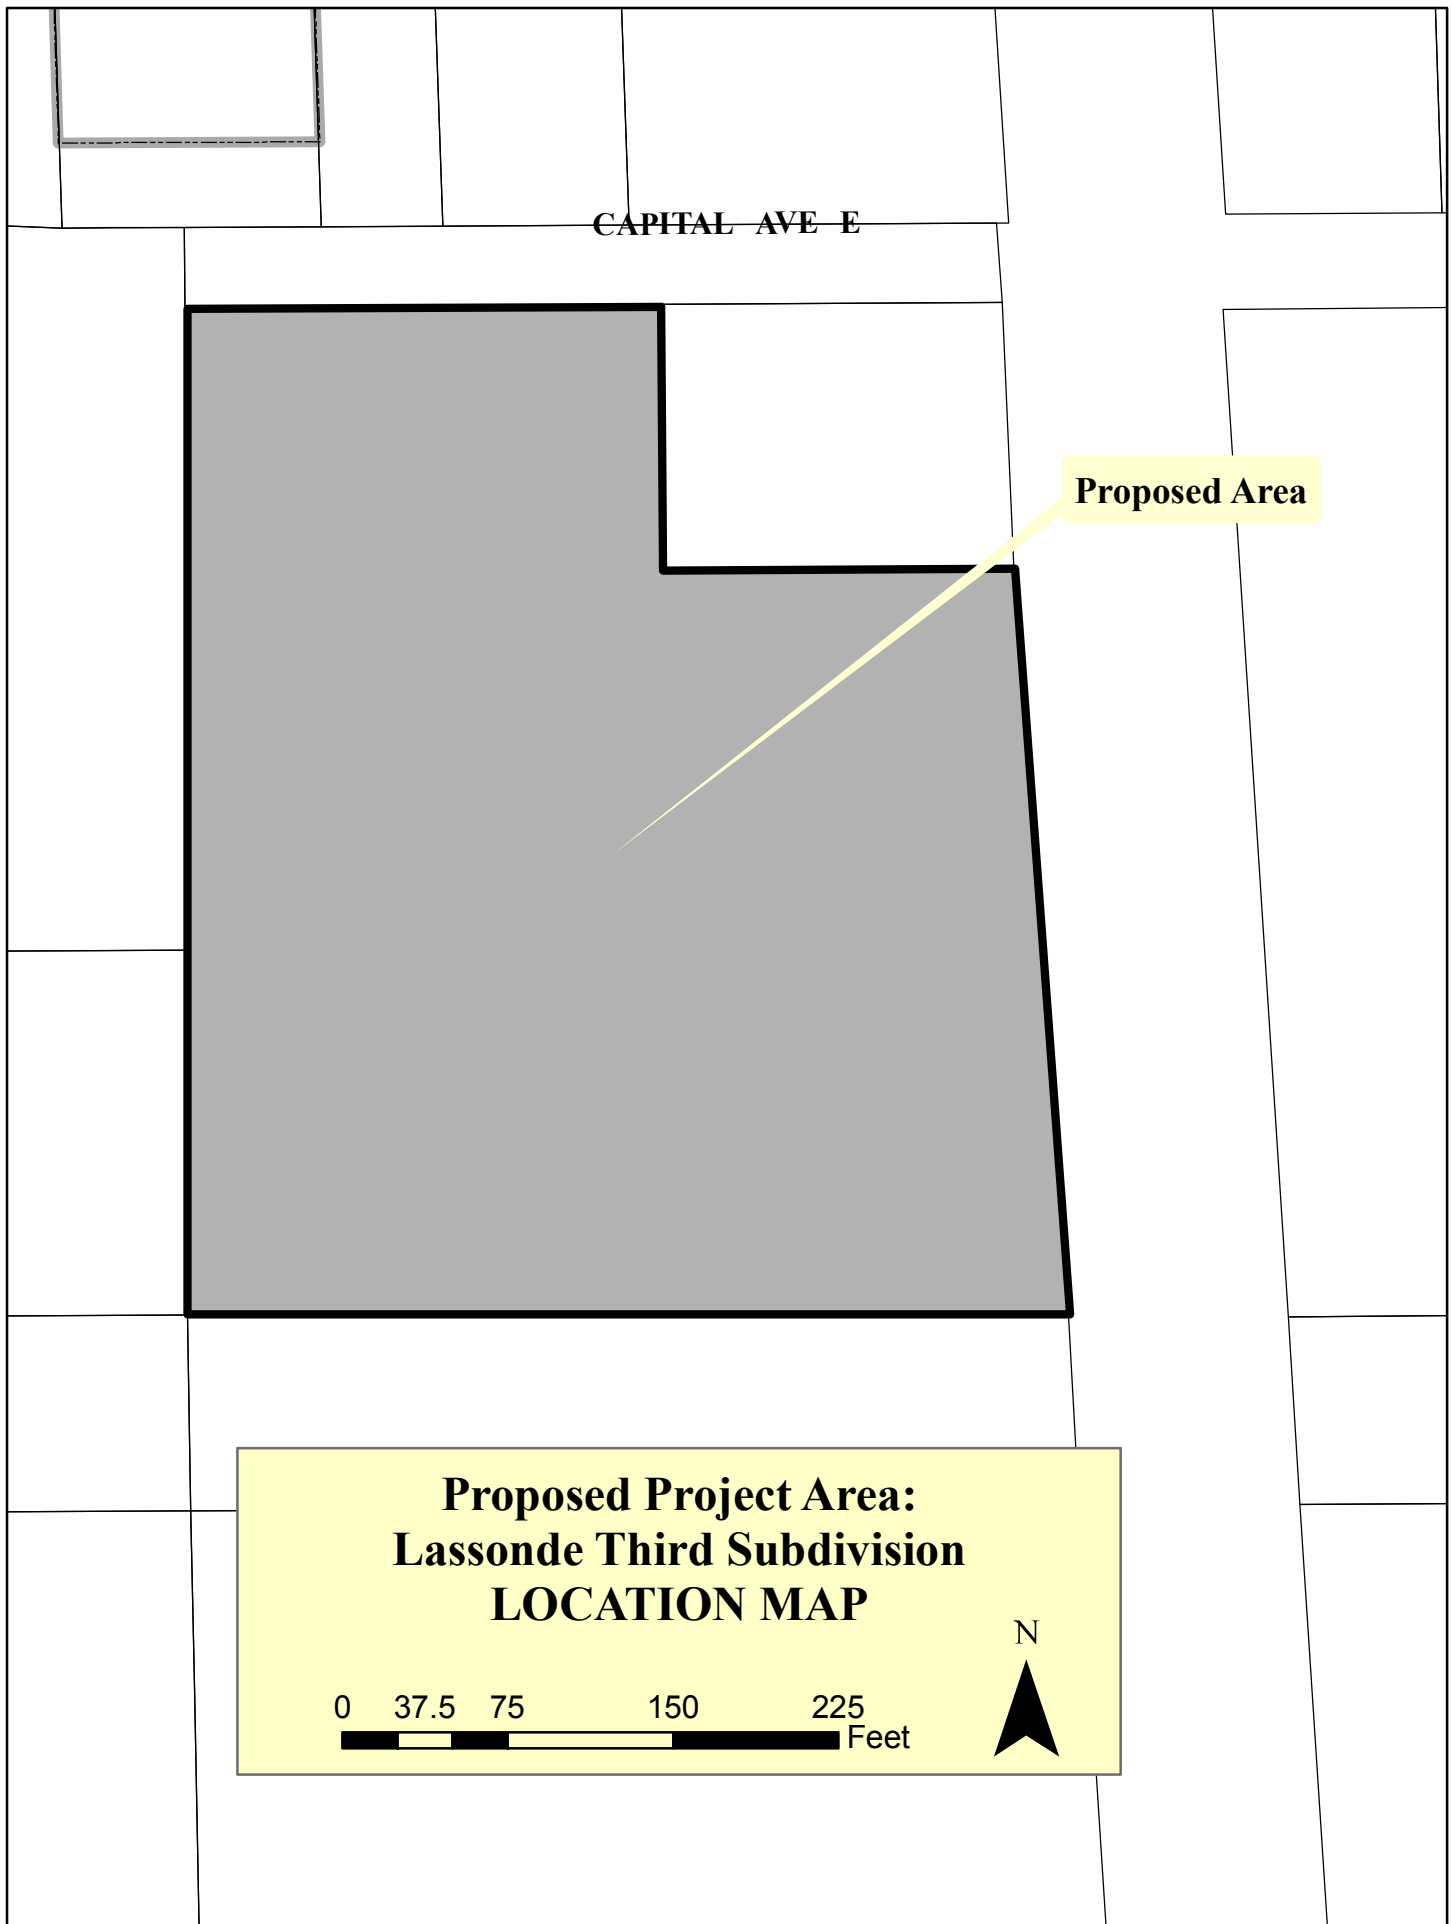 CAPITAL AVE E
Proposed Area
Proposed Project Area:
Lassonde Third Subdivision
LOCATION MAP
N
0 37.5 75 150 225
Feet